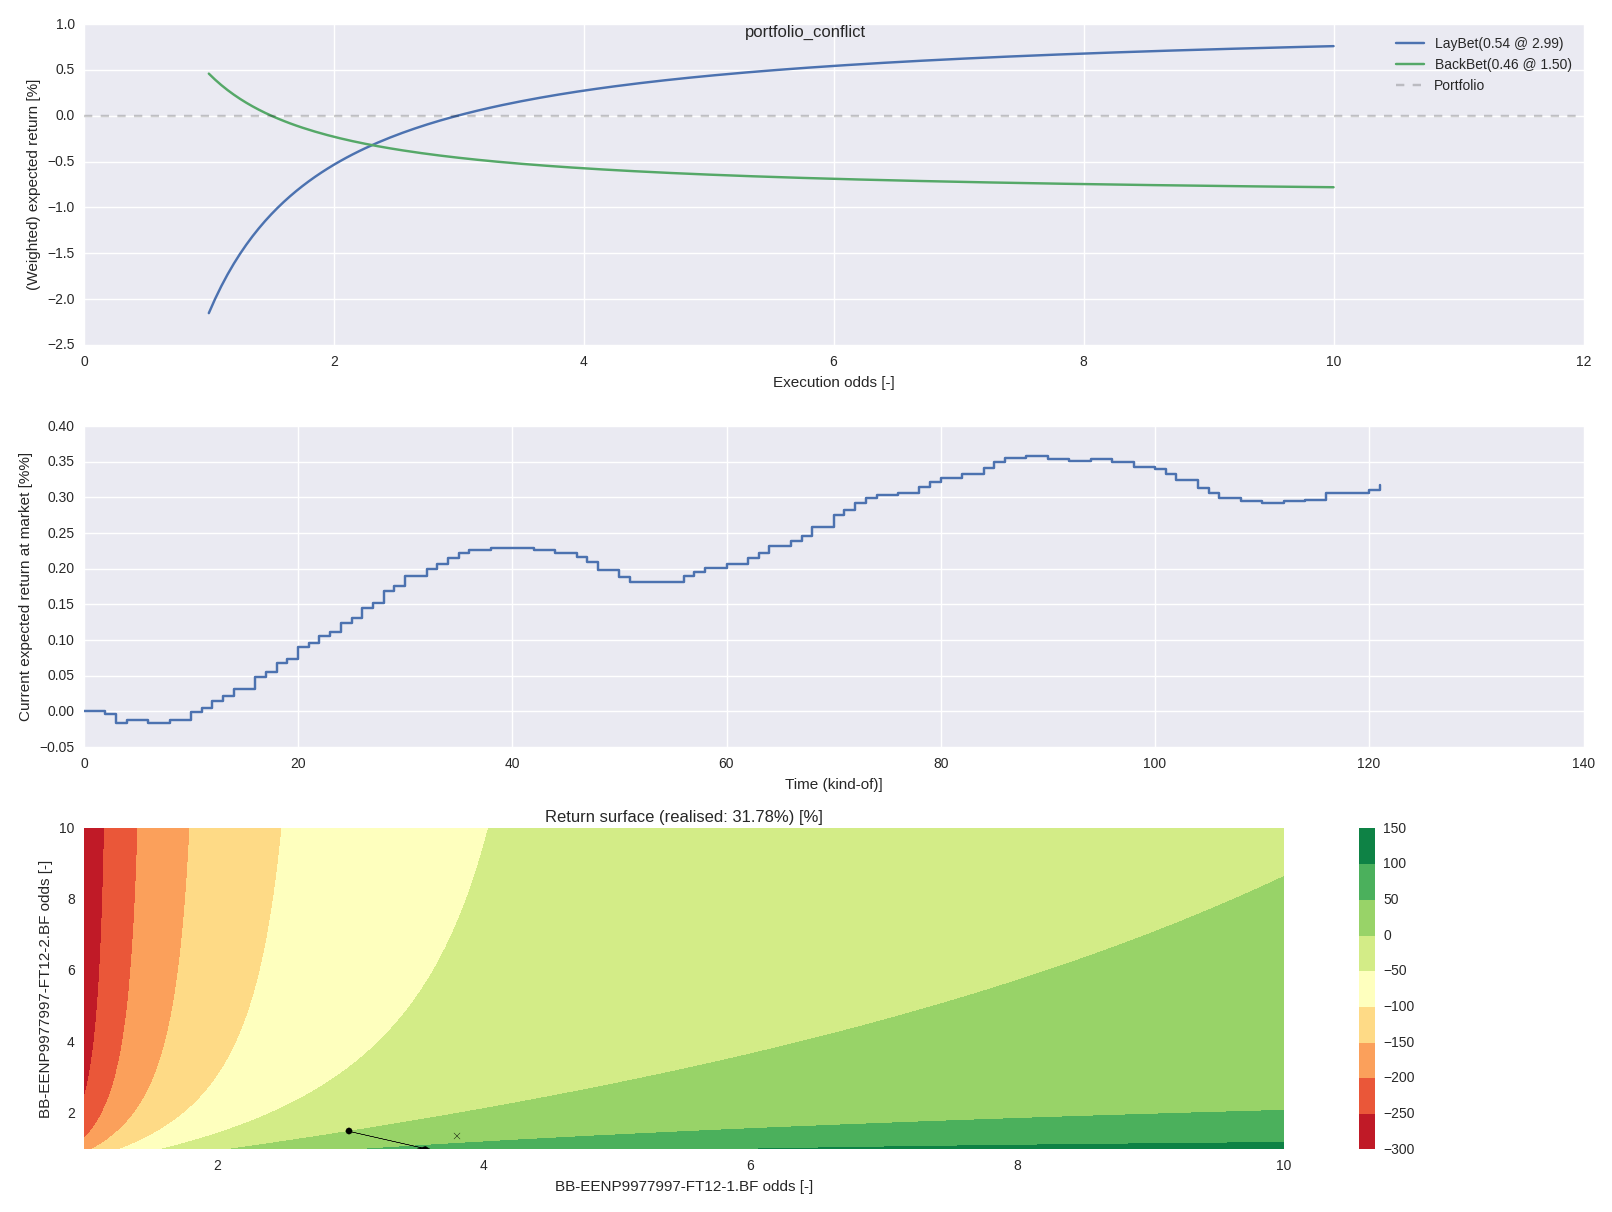 portfolio_conflict
(Weighted) expected return [%]
1.0
0.5
0.0
−0.5
−1.0
−1.5
−2.0
−2.5
LayBet(0.54 @ 2.99)
BackBet(0.46 @ 1.50)
Portfolio
0 2 4 6 8 10 12
Execution odds [-]
Current expected return at market [%%]
0.40
0.35
0.30
0.25
0.20
0.15
0.10
0.05
0.00
−0.05
0 20 40 60 80 100 120 140
Time (kind-of)]
Return surface (realised: 31.78%) [%]
BB-EENP9977997-FT12-2.BF odds [-]
10
8
6
4
2
2 4 6 8 10
BB-EENP9977997-FT12-1.BF odds [-]
150
100
50
0
−50
−100
−150
−200
−250
−300